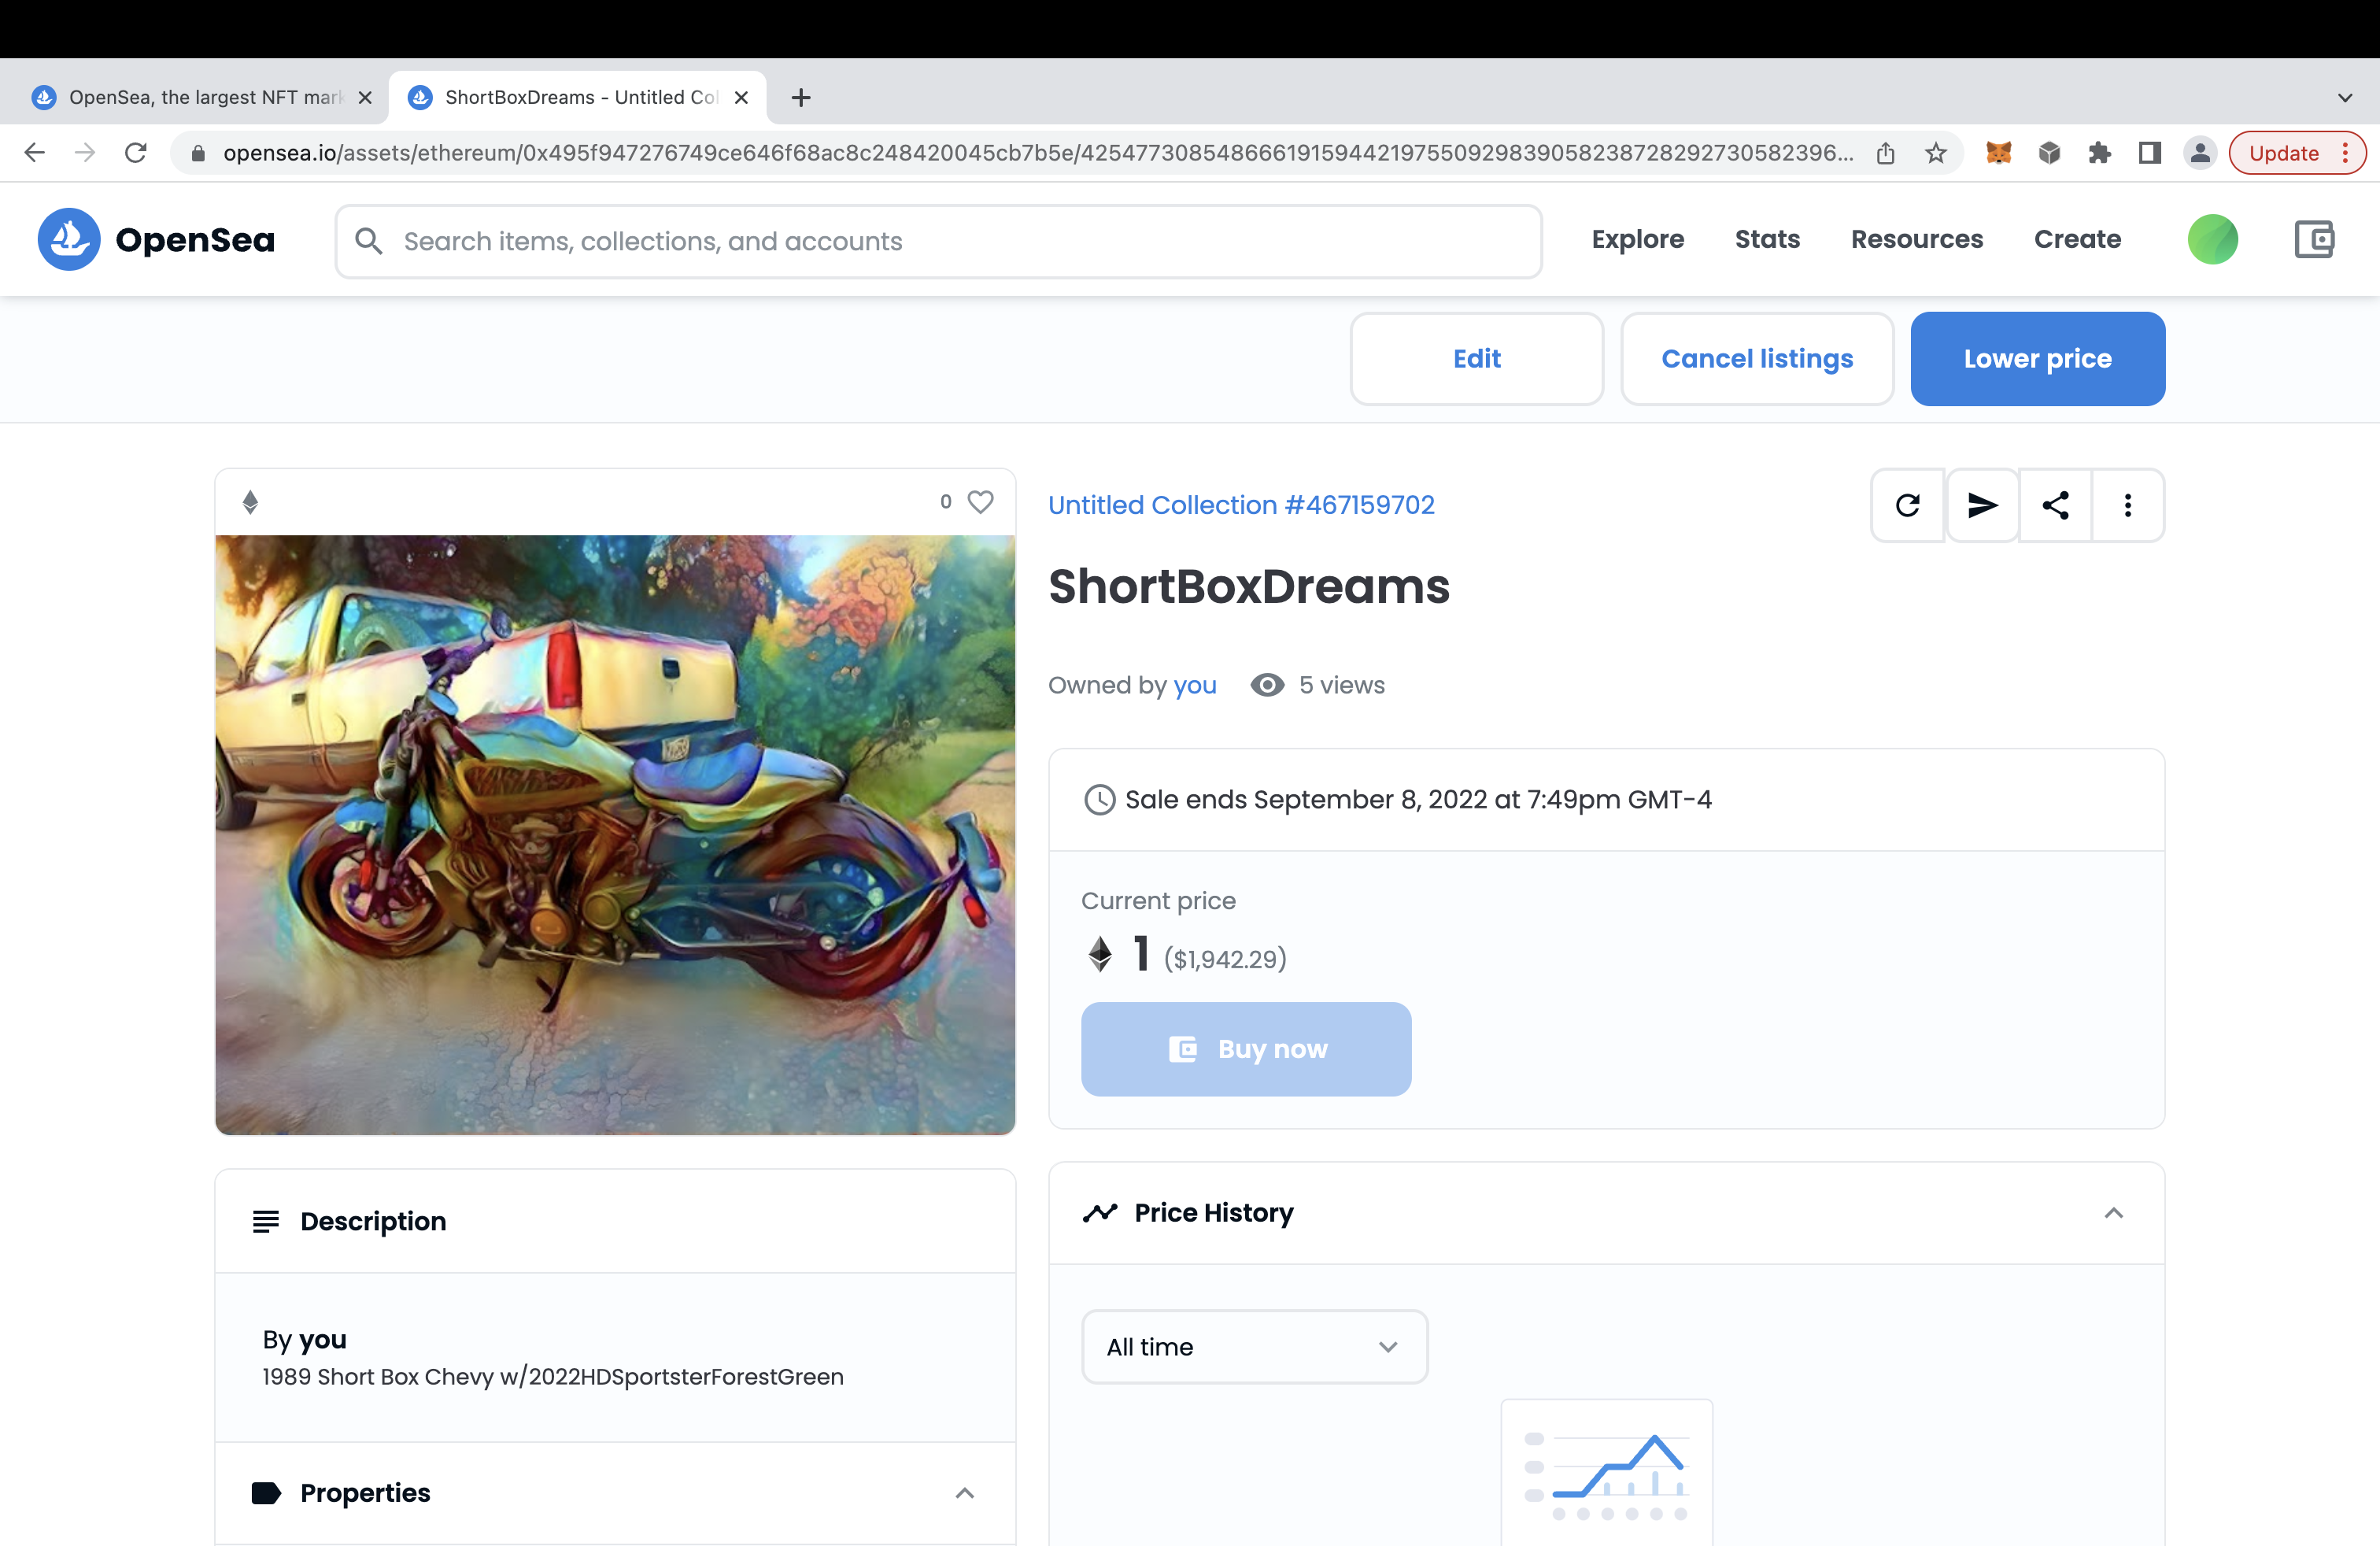 OpenSea, the largest NFT mark
ShortBoxDreams - Untitled Col
opensea.io/assets/ethereum/0x495f947276749ce646f68ac8c248420045cb7b5e/42547730854866619159442197550929839058238728292730582396...
Update
OpenSea
Search items, collections, and accounts
Explore
Stats
Resources
Create
Edit
Cancel listings
Lower price
0
Untitled Collection #467159702
ShortBoxDreams
Owned by you
5 views
Sale ends September 8, 2022 at 7:49pm GMT-4
Current price
1 ($1,942.29)
Buy now
Description
By you
1989 Short Box Chevy w/2022HDSportsterForestGreen
Properties
Price History
All time